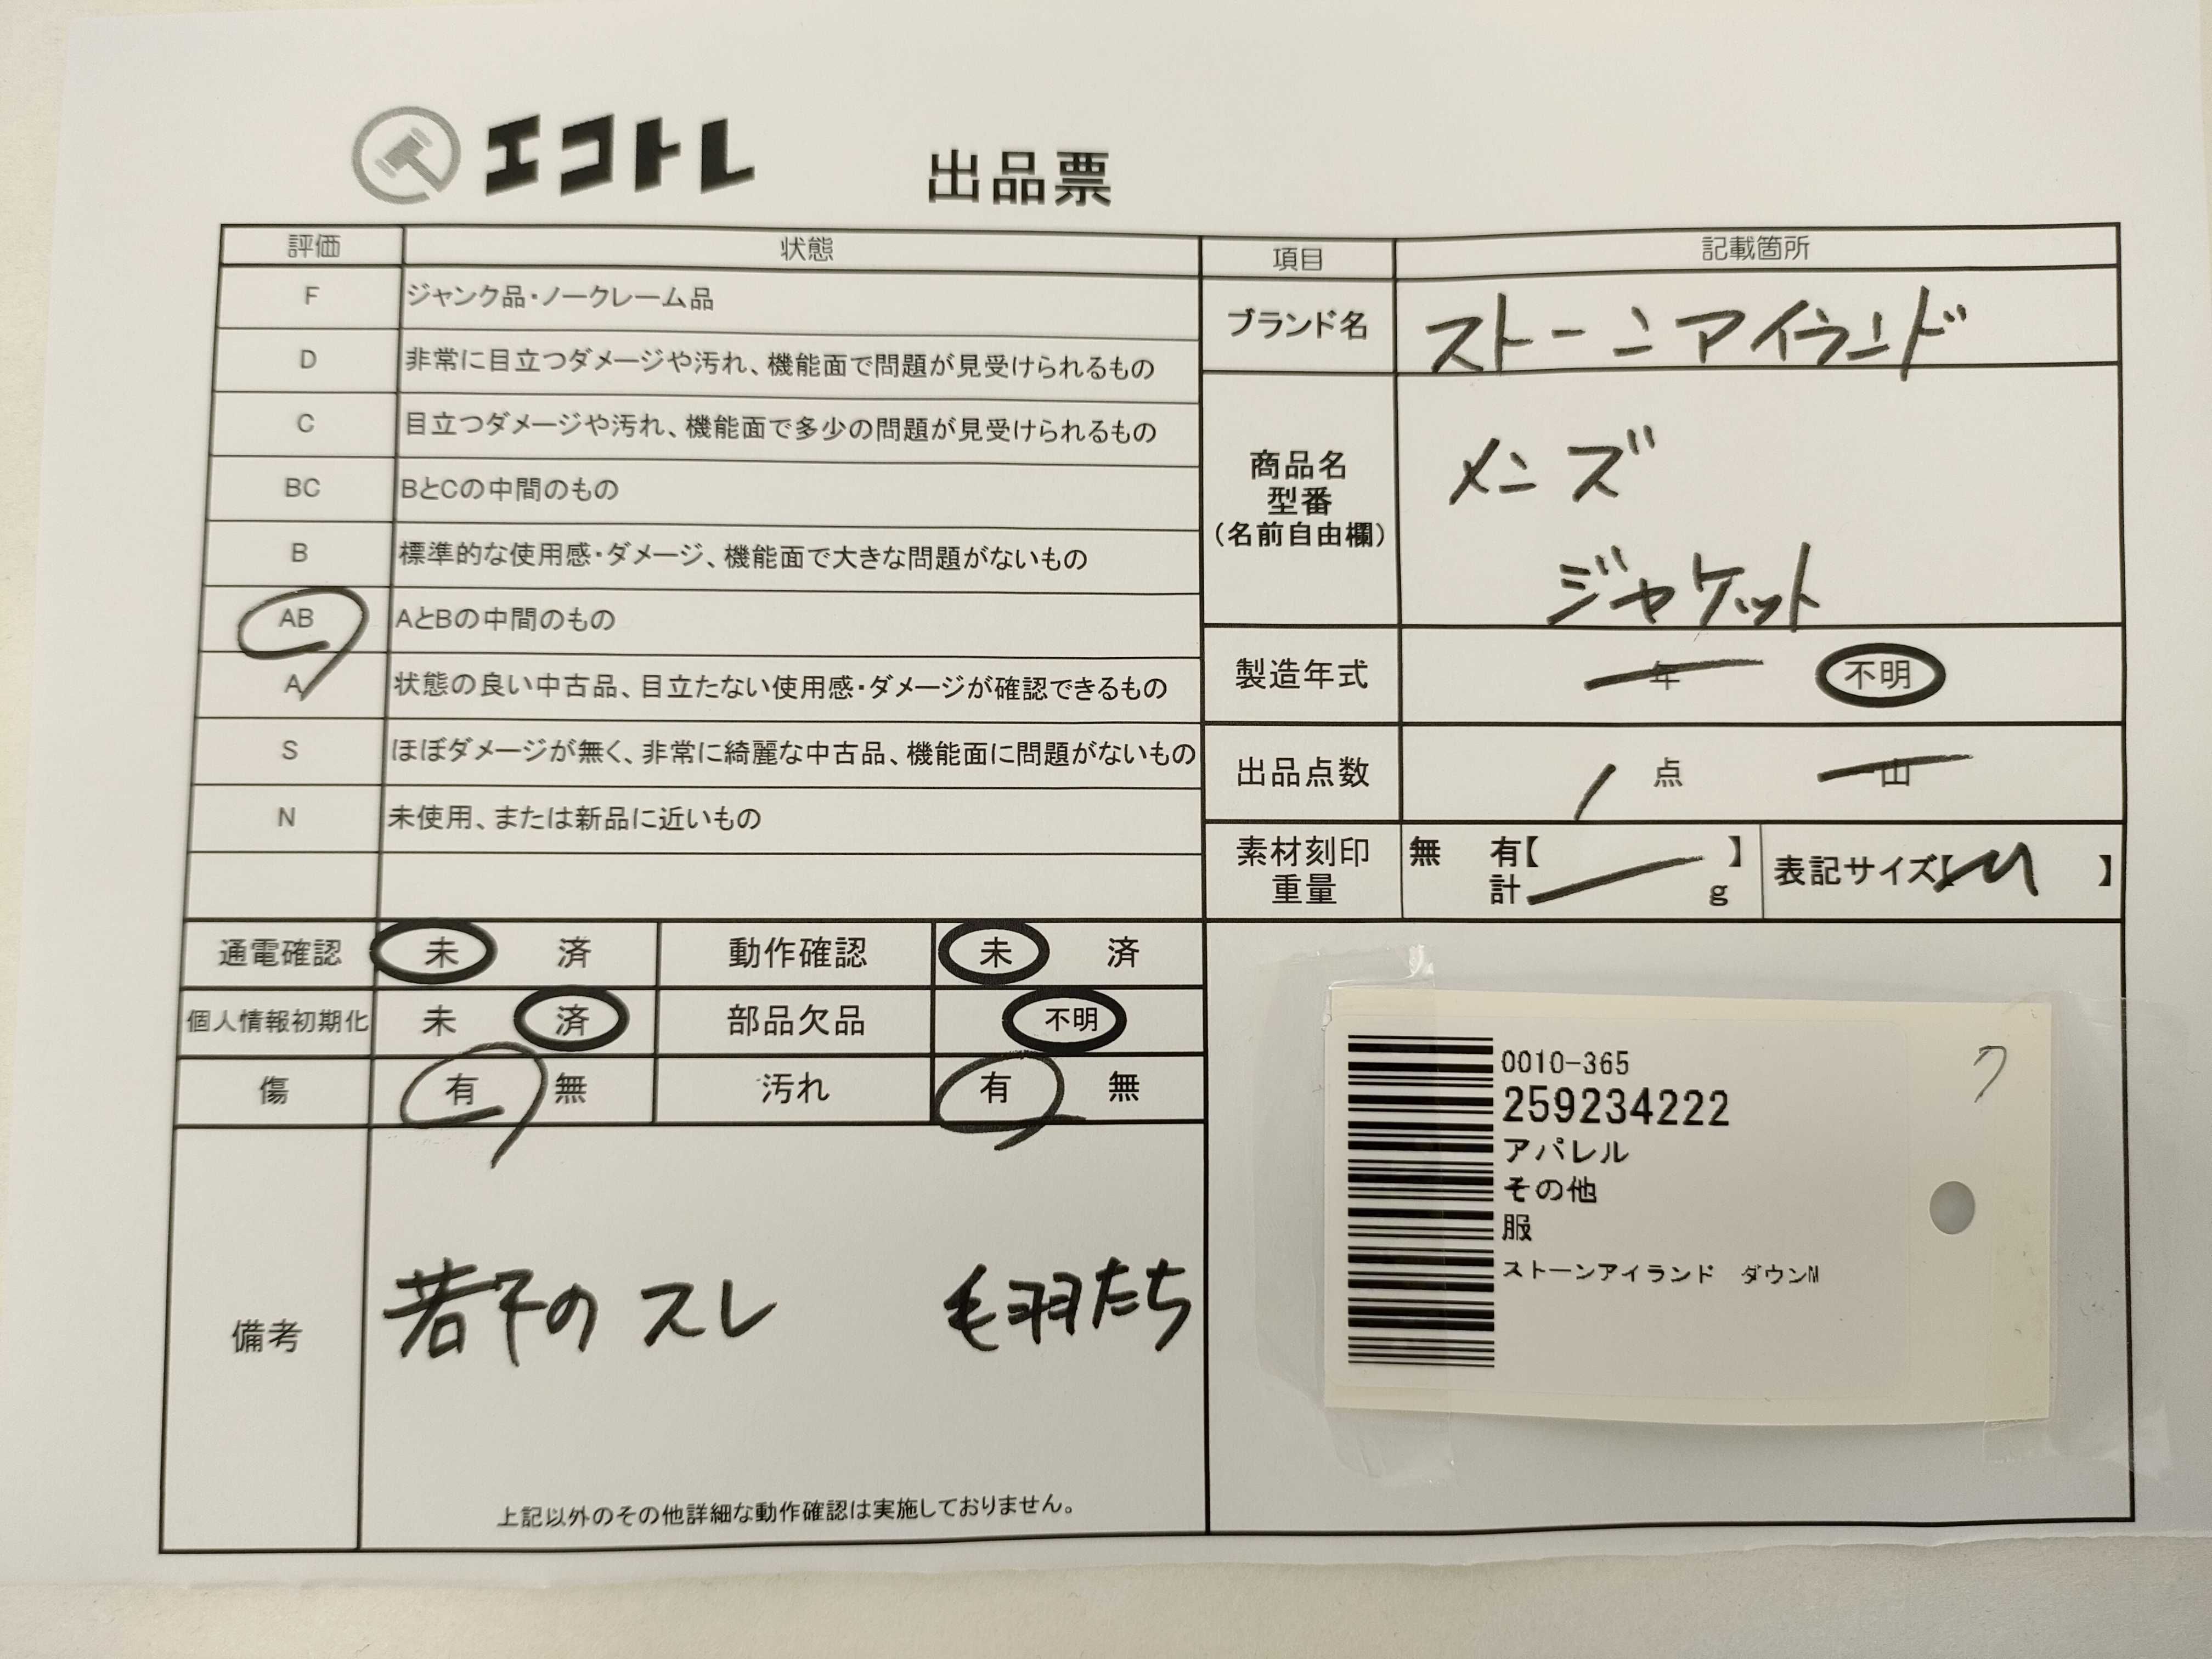 エコトレ
出品票
評価 状態
F ジャンク品・ノークレーム品
D 非常に目立つダメージや汚れ、機能面で問題が見受けられるもの
C 目立つダメージや汚れ、機能面で多少の問題が見受けられるもの
BC BとCの中間のもの
B 標準的な使用感・ダメージ、機能面で大きな問題がないもの
AB AとBの中間のもの
A 状態の良い中古品、目立たない使用感・ダメージが確認できるもの
S ほぼダメージが無く、非常に綺麗な中古品、機能面に問題がないもの
N 未使用、または新品に近いもの
項目 記載箇所
ブランド名 ストーンアイランド
商品名
型番
(名前自由欄)
メンズ
ジャケット
製造年式 年 不明
出品点数 1 点 一山
素材刻印 無 有【 】
重量 計 g
表記サイズ【M 】
通電確認 未 済 動作確認 未 済
個人情報初期化 未 済 部品欠品 不明
傷 有 無 汚れ 有 無
備考
若干のスレ 毛羽たち
上記以外のその他詳細な動作確認は実施しておりません。
0010-365
259234222
アパレル
その他
服
ストーンアイランド ダウンM